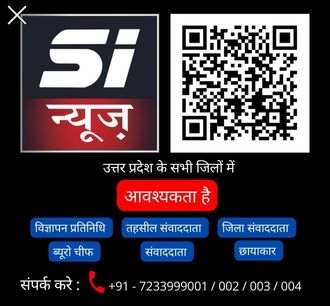 Si
न्यूज़
उत्तर प्रदेश के सभी जिलों में
आवश्यकता है
विज्ञापन प्रतिनिधि तहसील संवाददाता जिला संवाददाता
ब्यूरो चीफ संवाददाता छायाकार
संपर्क करे : +91 - 7233999001 / 002 / 003 / 004